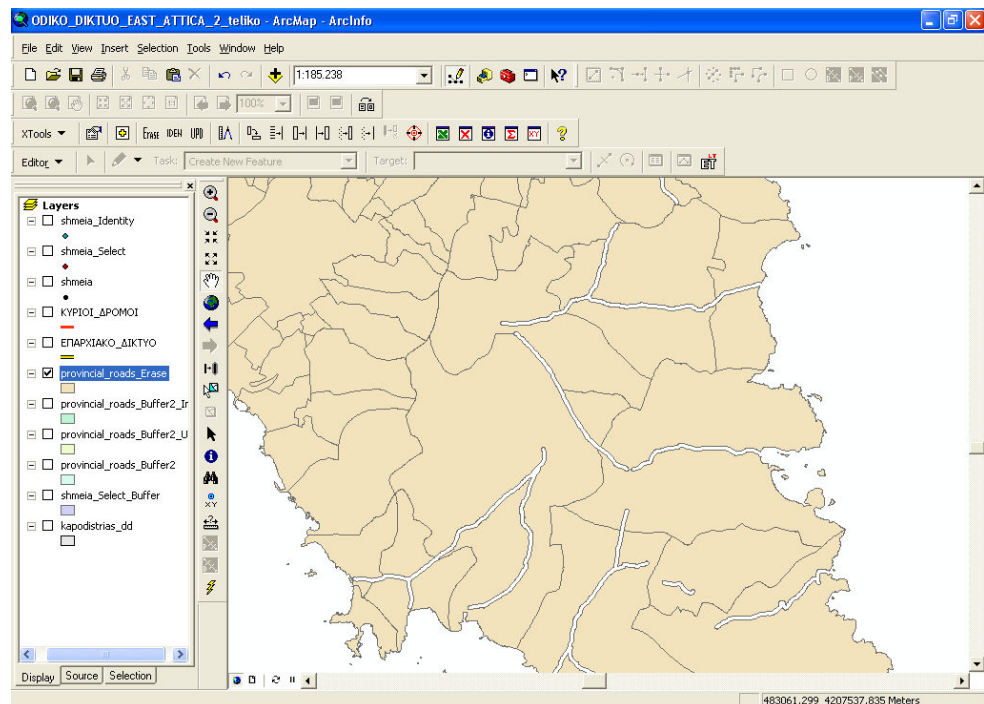 ODIKO_DIKTUO_EAST_ATTICA_2_teliko - ArcMap - ArcInfo
File Edit View Insert Selection Tools Window Help
1:185.238
100%
XTools ERASE IDEN UPD
Editor Task: Create New Feature Target:
Layers
shmeia_Identity
shmeia_Select
shmeia
ΚΥΡΙΟΙ_ΔΡΟΜΟΙ
ΕΠΑΡΧΙΑΚΟ_ΔΙΚΤΥΟ
provincial_roads_Erase
provincial_roads_Buffer2_Ir
provincial_roads_Buffer2_U
provincial_roads_Buffer2
shmeia_Select_Buffer
kapodistrias_dd
Display Source Selection
483061,299 4207537,835 Meters